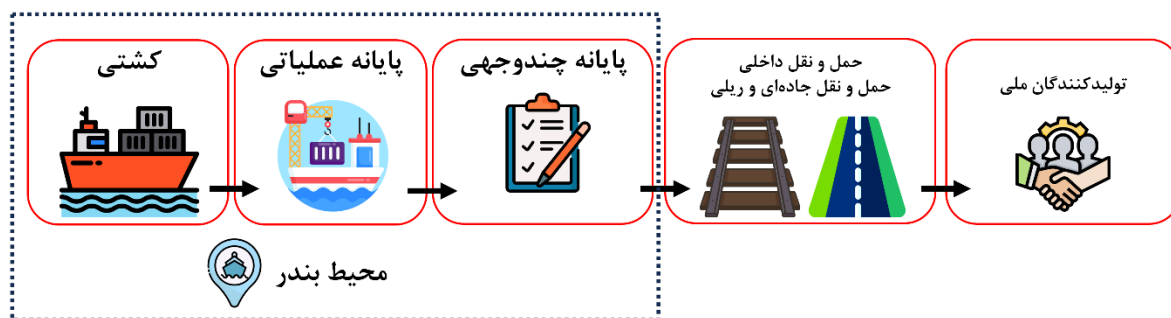 کشتی
پایانه عملیاتی
پایانه چندوجهی
حمل و نقل داخلی
حمل و نقل جاده‌ای و ریلی
تولیدکنندگان ملی
محیط بندر